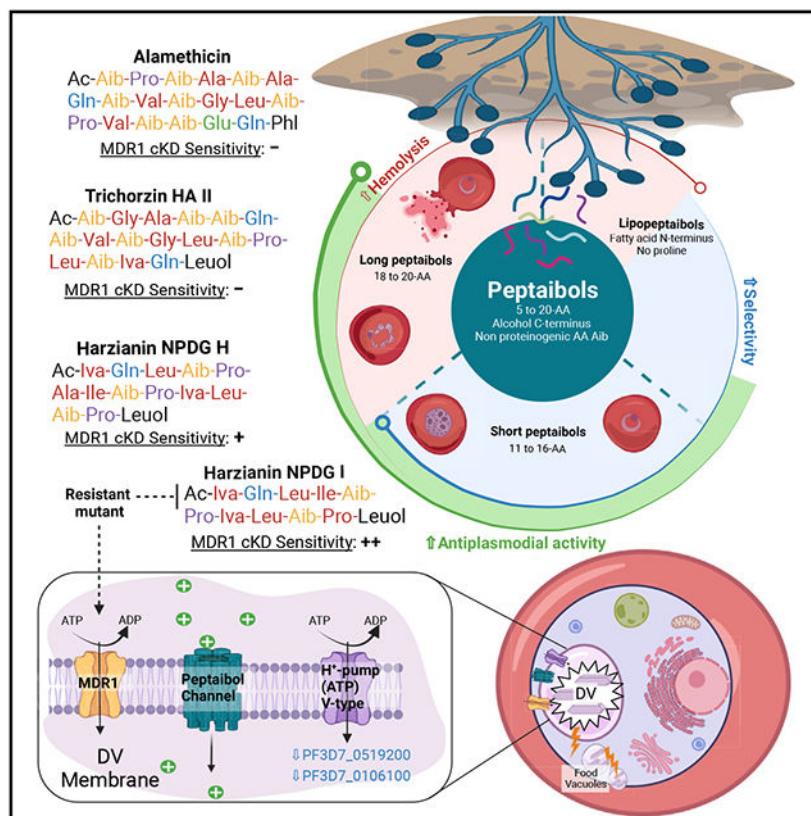 Alamethicin
Ac-Aib-Pro-Aib-Ala-Aib-Ala-
Gln-Aib-Val-Aib-Gly-Leu-Aib-
Pro-Val-Aib-Aib-Glu-Gln-Phl
MDR1 cKD Sensitivity: –
Trichorzin HA II
Ac-Aib-Gly-Ala-Aib-Aib-Gln-
Aib-Val-Aib-Gly-Leu-Aib-Pro-
Leu-Aib-Iva-Gln-Leuol
MDR1 cKD Sensitivity: –
Harzianin NPDG H
Ac-Iva-Gln-Leu-Aib-Pro-
Ala-Ile-Aib-Pro-Iva-Leu-
Aib-Pro-Leuol
MDR1 cKD Sensitivity: +
Harzianin NPDG I
Ac-Iva-Gln-Leu-Ile-Aib-
Pro-Iva-Leu-Aib-Pro-Leuol
MDR1 cKD Sensitivity: ++
Resistant
mutant
⇧Hemolysis
Long peptaibols
18 to 20-AA
Lipopeptaibols
Fatty acid N-terminus
No proline
⇧Selectivity
Peptaibols
5 to 20-AA
Alcohol C-terminus
Non proteinogenic AA Aib
Short peptaibols
11 to 16-AA
⇧Antiplasmodial activity
ATP
ADP
MDR1
Peptaibol
Channel
ATP
ADP
H⁺-pump
(ATP)
V-type
DV
Membrane
⇩PF3D7_0519200
⇩PF3D7_0106100
DV
Food
Vacuoles